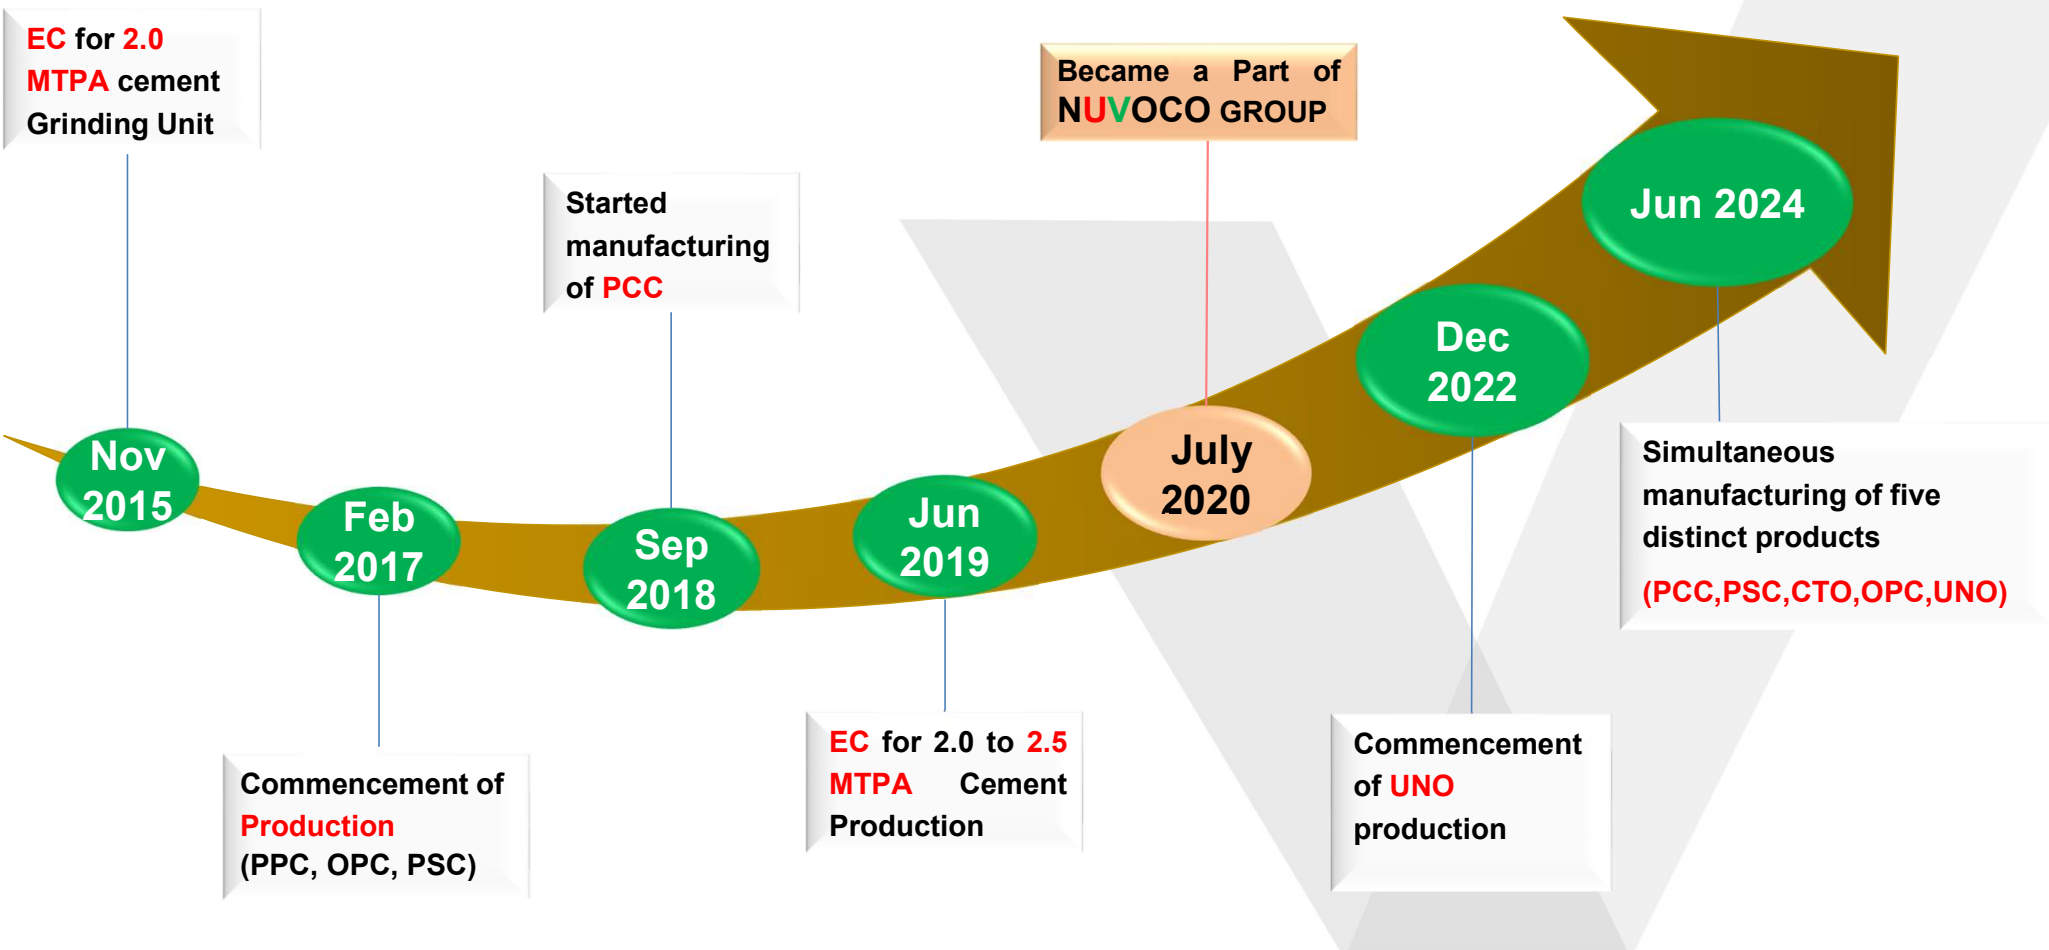 EC for 2.0
MTPA cement
Grinding Unit
Nov
2015
Feb
2017
Commencement of
Production
(PPC, OPC, PSC)
Started
manufacturing
of PCC
Sep
2018
Jun
2019
EC for 2.0 to 2.5
MTPA Cement
Production
Became a Part of
NUVOCO GROUP
July
2020
Dec
2022
Commencement
of UNO
production
Jun 2024
Simultaneous
manufacturing of five
distinct products
(PCC,PSC,CTO,OPC,UNO)